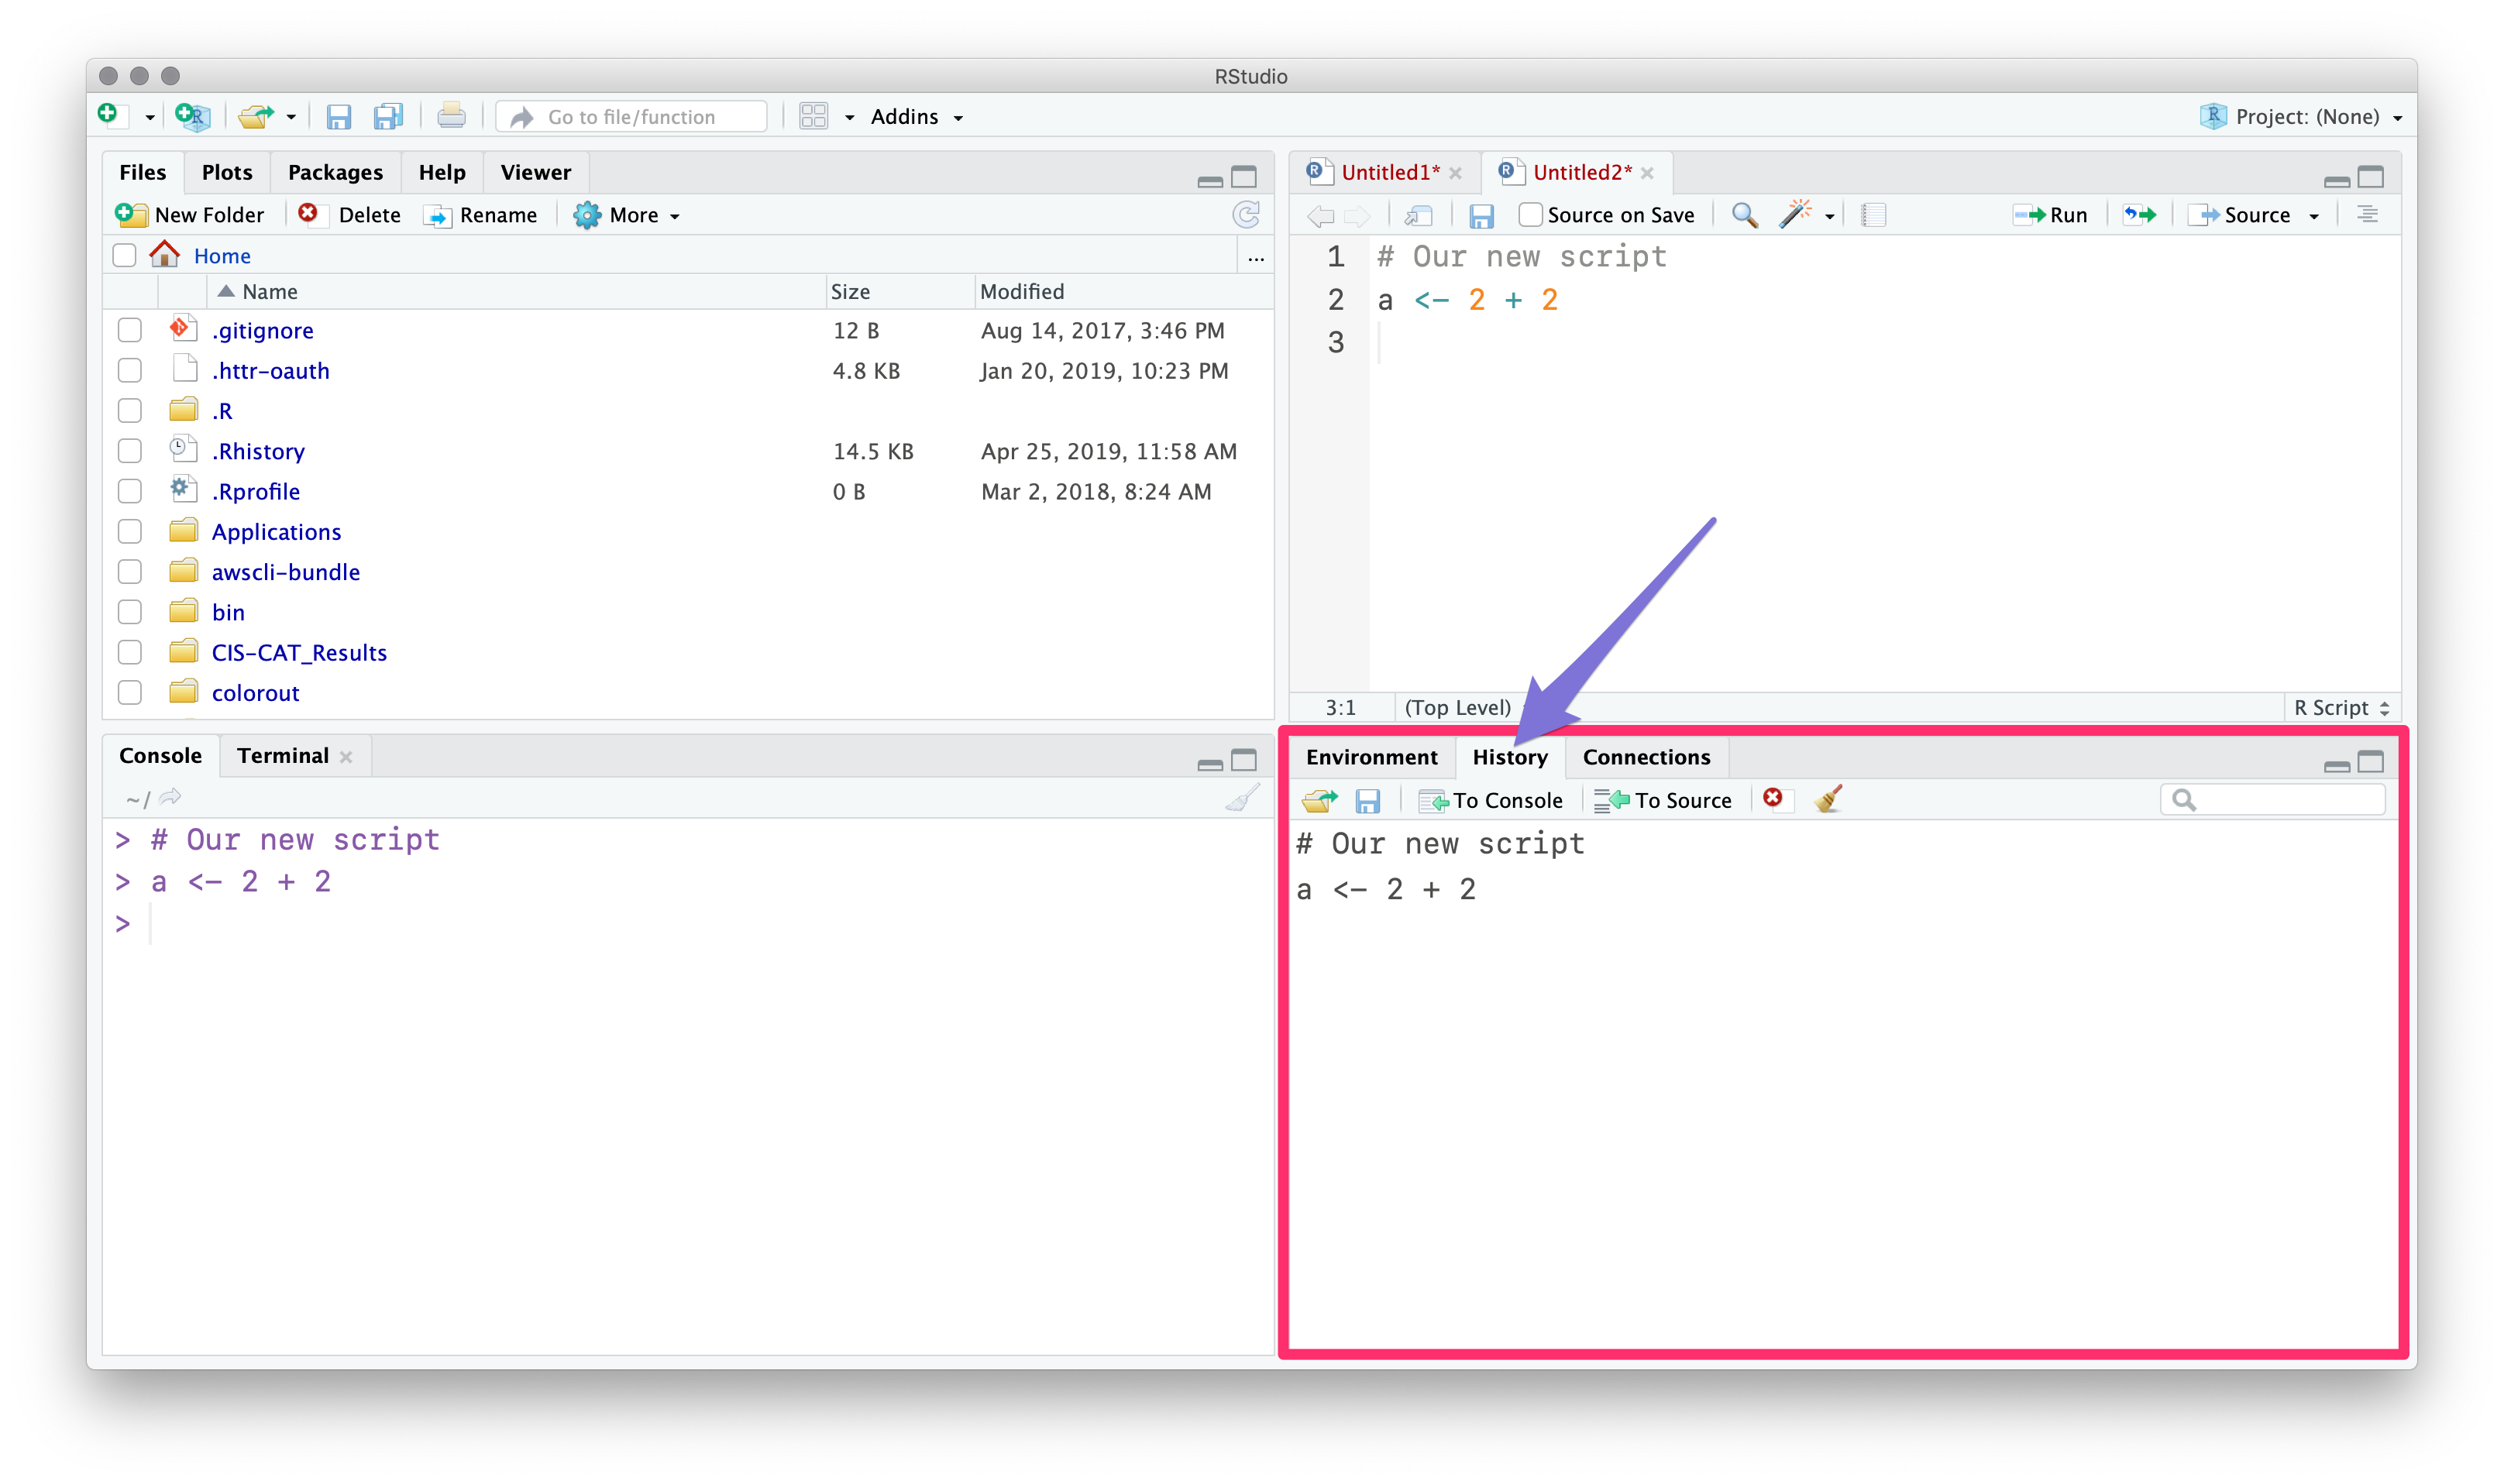 RStudio
Go to file/function
Addins
Project: (None)
Files Plots Packages Help Viewer
New Folder Delete Rename More
Home ...
Name Size Modified
.gitignore 12 B Aug 14, 2017, 3:46 PM
.httr-oauth 4.8 KB Jan 20, 2019, 10:23 PM
.R
.Rhistory 14.5 KB Apr 25, 2019, 11:58 AM
.Rprofile 0 B Mar 2, 2018, 8:24 AM
Applications
awscli-bundle
bin
CIS-CAT_Results
colorout
Untitled1* Untitled2*
Source on Save Run Source
1 # Our new script
2 a <- 2 + 2
3
3:1 (Top Level) R Script
Console Terminal
~/
> # Our new script
> a <- 2 + 2
>
Environment History Connections
To Console To Source
# Our new script
a <- 2 + 2